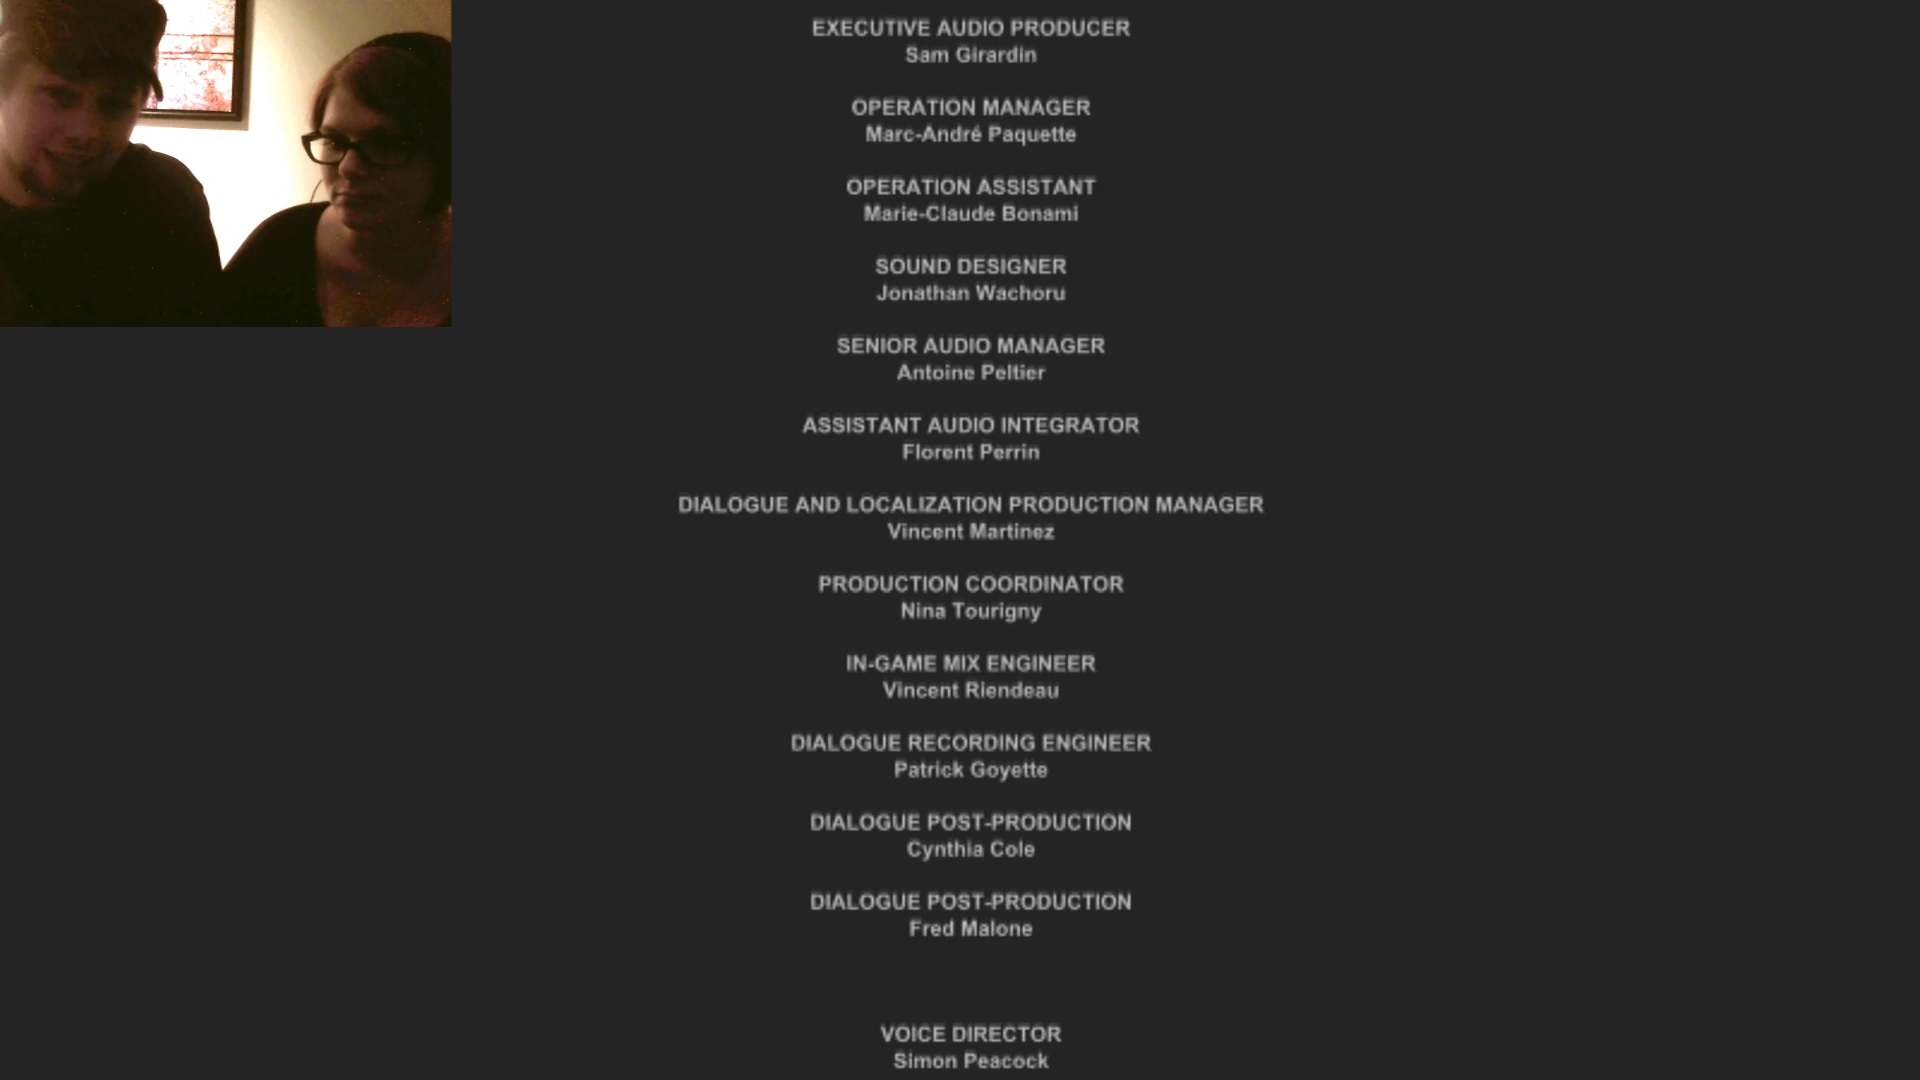 EXECUTIVE AUDIO PRODUCER
Sam Girardin
OPERATION MANAGER
Marc-André Paquette
OPERATION ASSISTANT
Marie-Claude Bonami
SOUND DESIGNER
Jonathan Wachoru
SENIOR AUDIO MANAGER
Antoine Peltier
ASSISTANT AUDIO INTEGRATOR
Florent Perrin
DIALOGUE AND LOCALIZATION PRODUCTION MANAGER
Vincent Martinez
PRODUCTION COORDINATOR
Nina Tourigny
IN-GAME MIX ENGINEER
Vincent Riendeau
DIALOGUE RECORDING ENGINEER
Patrick Goyette
DIALOGUE POST-PRODUCTION
Cynthia Cole
DIALOGUE POST-PRODUCTION
Fred Malone
VOICE DIRECTOR
Simon Peacock